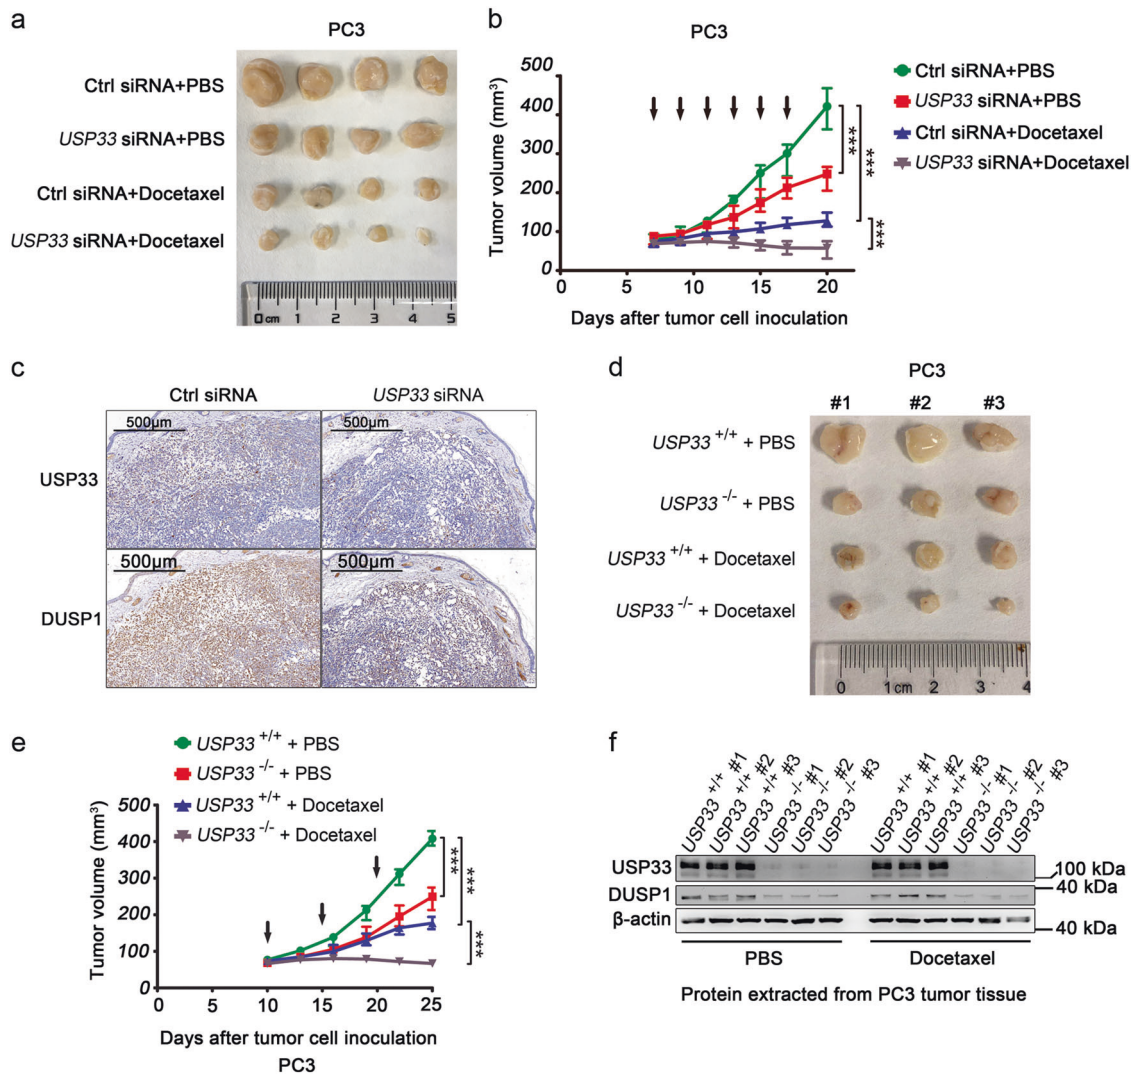 a
PC3
Ctrl siRNA+PBS
USP33 siRNA+PBS
Ctrl siRNA+Docetaxel
USP33 siRNA+Docetaxel
0 cm 1 2 3 4 5
b
PC3
Tumor volume (mm³)
500
400
300
200
100
0
0 5 10 15 20
Days after tumor cell inoculation
Ctrl siRNA+PBS
USP33 siRNA+PBS
Ctrl siRNA+Docetaxel
USP33 siRNA+Docetaxel
***
***
***
c
Ctrl siRNA USP33 siRNA
USP33
500μm 500μm
DUSP1
500μm 500μm
d
PC3
#1 #2 #3
USP33 +/+ + PBS
USP33 -/- + PBS
USP33 +/+ + Docetaxel
USP33 -/- + Docetaxel
0 1 cm 2 3 4
e
USP33 +/+ + PBS
USP33 -/- + PBS
USP33 +/+ + Docetaxel
USP33 -/- + Docetaxel
Tumor volume (mm³)
500
400
300
200
100
0
0 5 10 15 20 25
Days after tumor cell inoculation
PC3
***
***
***
f
USP33 +/+ #1
USP33 +/+ #2
USP33 +/+ #3
USP33 -/- #1
USP33 -/- #2
USP33 -/- #3
USP33 +/+ #1
USP33 +/+ #2
USP33 +/+ #3
USP33 -/- #1
USP33 -/- #2
USP33 -/- #3
USP33 100 kDa
40 kDa
DUSP1
β-actin 40 kDa
PBS Docetaxel
Protein extracted from PC3 tumor tissue